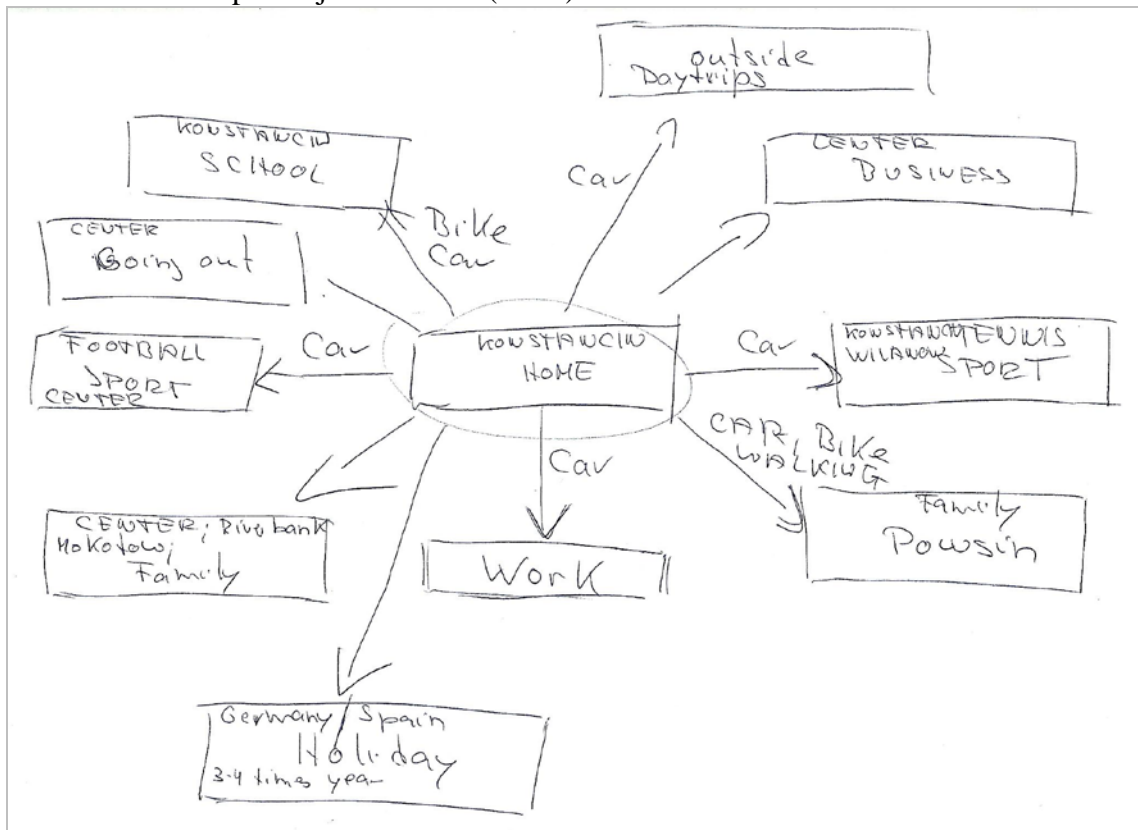 outside
Daytrips
KONSTANCIN
SCHOOL
CENTER
BUSINESS
Car
Bike
Car
CENTER
Going out
KONSTANCIN
HOME
FOOTBALL
SPORT
CENTER
Car
Car
KONSTANCIN TENNIS
WILANOW SPORT
CAR, Bike
WALKING
Car
Family
Powsin
CENTER; Riverbank
Mokotow;
Family
Work
Germany / Spain
Holiday
3-4 times year